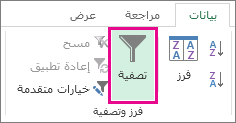 بيانات
مراجعة
عرض
A
Z
Z
A
Z A
A Z
فرز
تصفية
مسح
إعادة تطبيق
خيارات متقدمة
فرز وتصفية